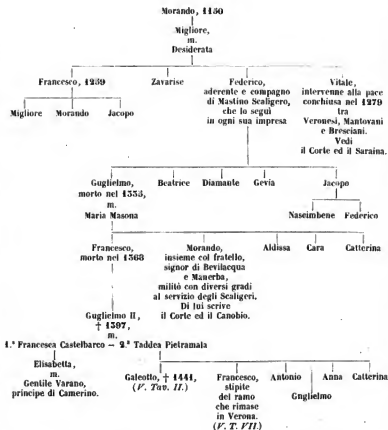 Morando, 1150
Migliore,
m.
Desiderata
Francesco, 1239
Zavarise
Federico,
aderente e compagno
di Mastino Scaligero,
che lo seguì
in ogni sua impresa
Vitale,
intervenne alla pace
conchiusa nel 1279
tra
Veronesi, Mantovani
e Bresciani.
Vedi
il Corte ed il Saraina.
Migliore Morando Jacopo
Guglielmo,
morto nel 1333,
m.
Maria Masona
Beatrice Diamante Gevia Jacopo
Nascimbene Federico
Francesco,
morto nel 1363
Morando,
insieme col fratello,
signor di Bevilacqua
e Manerba,
militò con diversi gradi
al servizio degli Scaligeri.
Di lui scrive
il Corte ed il Canobio.
Aldissa Cara Catterina
Guglielmo II,
† 1397,
m.
1.ª Francesca Castelbarco — 2.ª Taddea Pietramala
Elisabetta,
m.
Gentile Varano,
principe di Camerino.
Galeotto, † 1441,
(V. Tav. II.)
Francesco,
stipite
del ramo
che rimase
in Verona.
(V. T. VII.)
Antonio Anna Catterina
Guglielmo